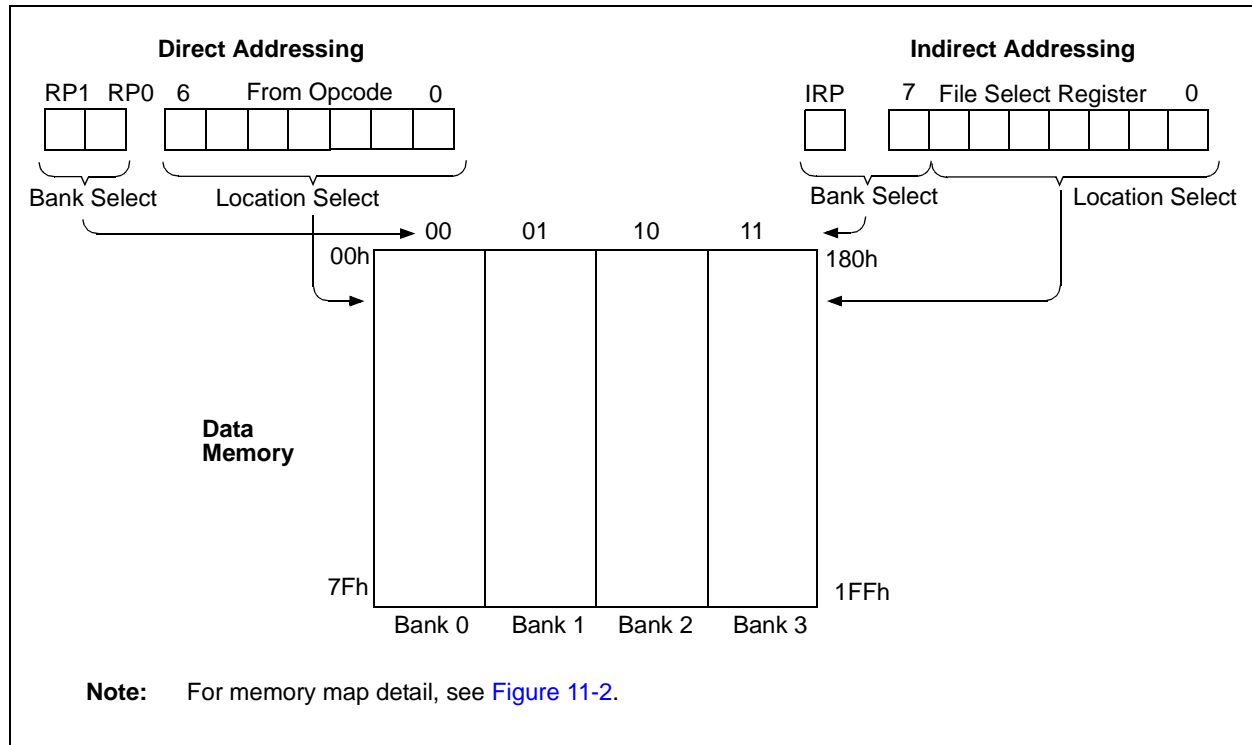 Direct Addressing
Indirect Addressing
RP1 RP0 6 From Opcode 0
IRP 7 File Select Register 0
Bank Select Location Select
Bank Select Location Select
00 01 10 11
00h 180h
Data
Memory
7Fh 1FFh
Bank 0 Bank 1 Bank 2 Bank 3
Note: For memory map detail, see Figure 11-2.